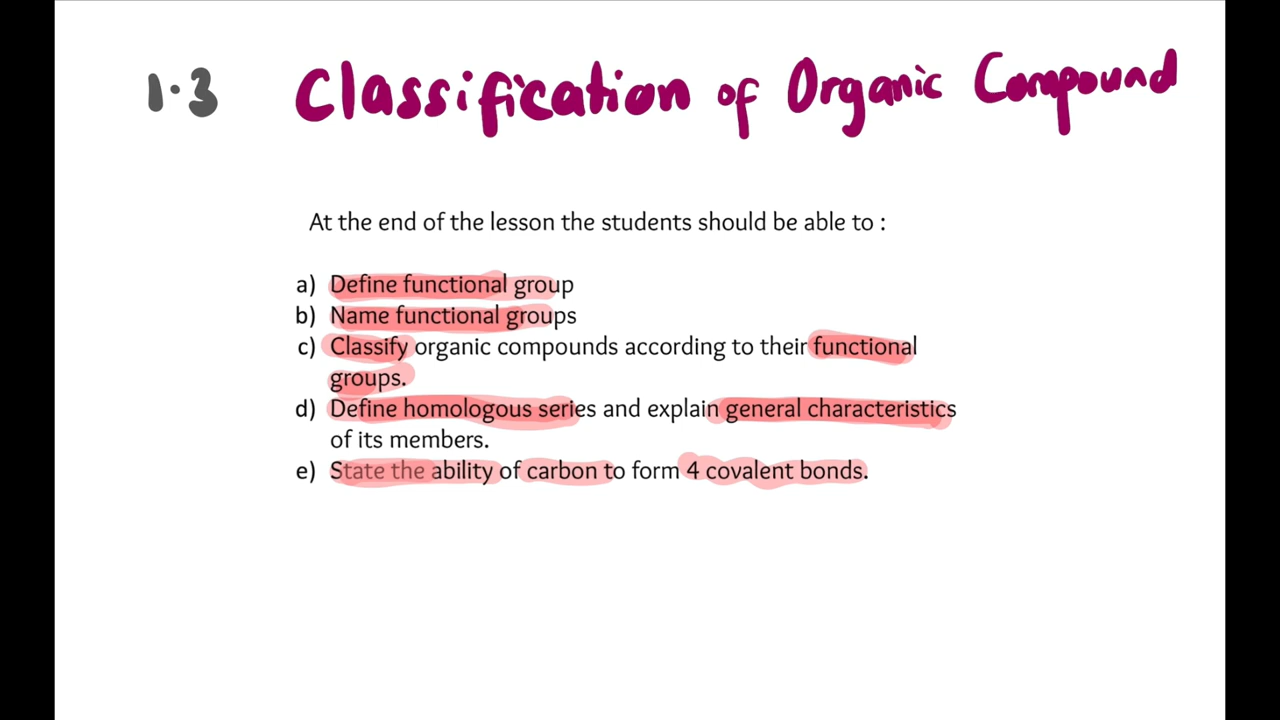 1.3 Classification of Organic Compound
At the end of the lesson the students should be able to :
a) Define functional group
b) Name functional groups
c) Classify organic compounds according to their functional
groups.
d) Define homologous series and explain general characteristics
of its members.
e) State the ability of carbon to form 4 covalent bonds.